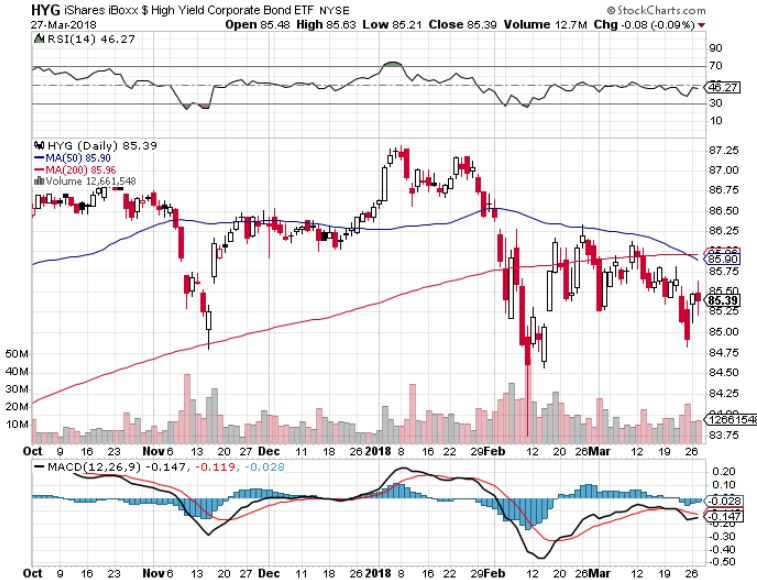 HYG iShares iBoxx $ High Yield Corporate Bond ETF NYSE
© StockCharts.com
27-Mar-2018
Open 85.48 High 85.63 Low 85.21 Close 85.39 Volume 12.7M Chg -0.08 (-0.09%)
RSI(14) 46.27
90
70
46.27
30
10
HYG (Daily) 85.39
MA(50) 85.90
MA(200) 85.96
Volume 12,661,548
87.25
87.00
86.75
86.50
86.25
85.90
85.75
85.50
85.39
85.25
85.00
84.75
84.50
84.25
12661548
83.75
50M
40M
30M
20M
10M
Oct 9 16 23 Nov 6 13 20 27 Dec 11 18 2018 8 16 22 29 Feb 12 20 26 Mar 12 19 26
MACD(12,26,9) -0.147, -0.119, -0.028
0.20
0.10
0.00
-0.028
-0.147
-0.20
-0.30
-0.40
-0.50
Oct 9 16 23 Nov 6 13 20 27 Dec 11 18 2018 8 16 22 29 Feb 12 20 26 Mar 12 19 26